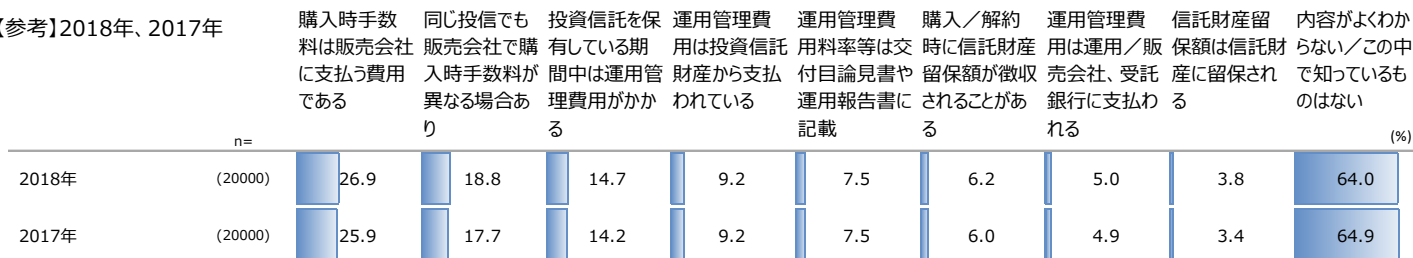 【参考】2018年、2017年
購入時手数
料は販売会社
に支払う費用
である
同じ投信でも
販売会社で購
入時手数料が
異なる場合あ
り
投資信託を保
有している期
間中は運用管
理費用がかか
る
運用管理費
用は投資信託
財産から支払
われている
運用管理費
用料率等は交
付目論見書や
運用報告書に
記載
購入／解約
時に信託財産
留保額が徴収
されることがあ
る
運用管理費
用は運用／販
売会社、受託
銀行に支払わ
れる
信託財産留
保額は信託財
産に留保され
る
内容がよくわか
らない／この中
で知っているも
のはない
n=
(%)
2018年 (20000) 26.9 18.8 14.7 9.2 7.5 6.2 5.0 3.8 64.0
2017年 (20000) 25.9 17.7 14.2 9.2 7.5 6.0 4.9 3.4 64.9